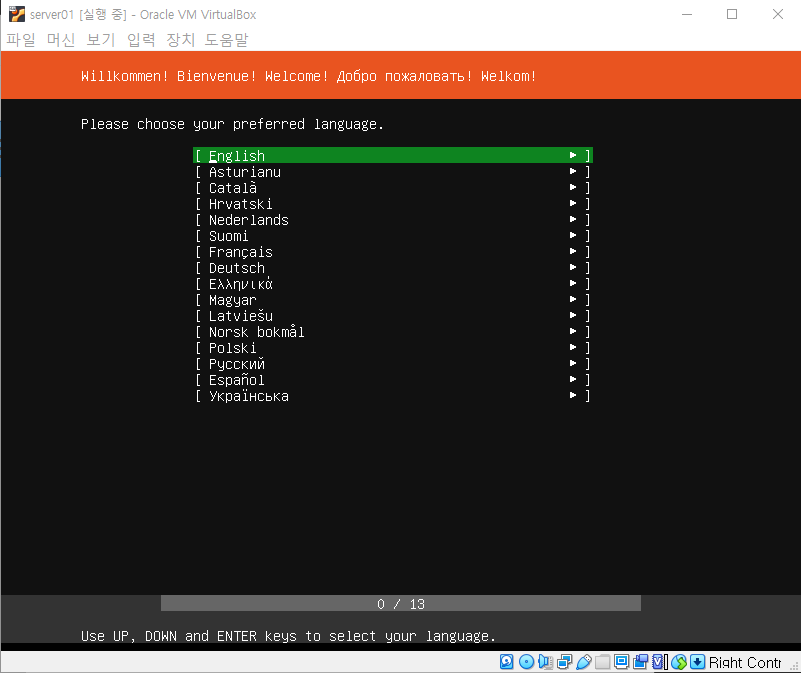 server01 [실행 중] - Oracle VM VirtualBox
파일 머신 보기 입력 장치 도움말
Willkommen! Bienvenue! Welcome! Добро пожаловать! Welkom!
Please choose your preferred language.
[ English ► ]
[ Asturianu ► ]
[ Català ► ]
[ Hrvatski ► ]
[ Nederlands ► ]
[ Suomi ► ]
[ Français ► ]
[ Deutsch ► ]
[ Ελληνικά ► ]
[ Magyar ► ]
[ Latviešu ► ]
[ Norsk bokmål ► ]
[ Polski ► ]
[ Русский ► ]
[ Español ► ]
[ Українська ► ]
0 / 13
Use UP, DOWN and ENTER keys to select your language.
Right Contr